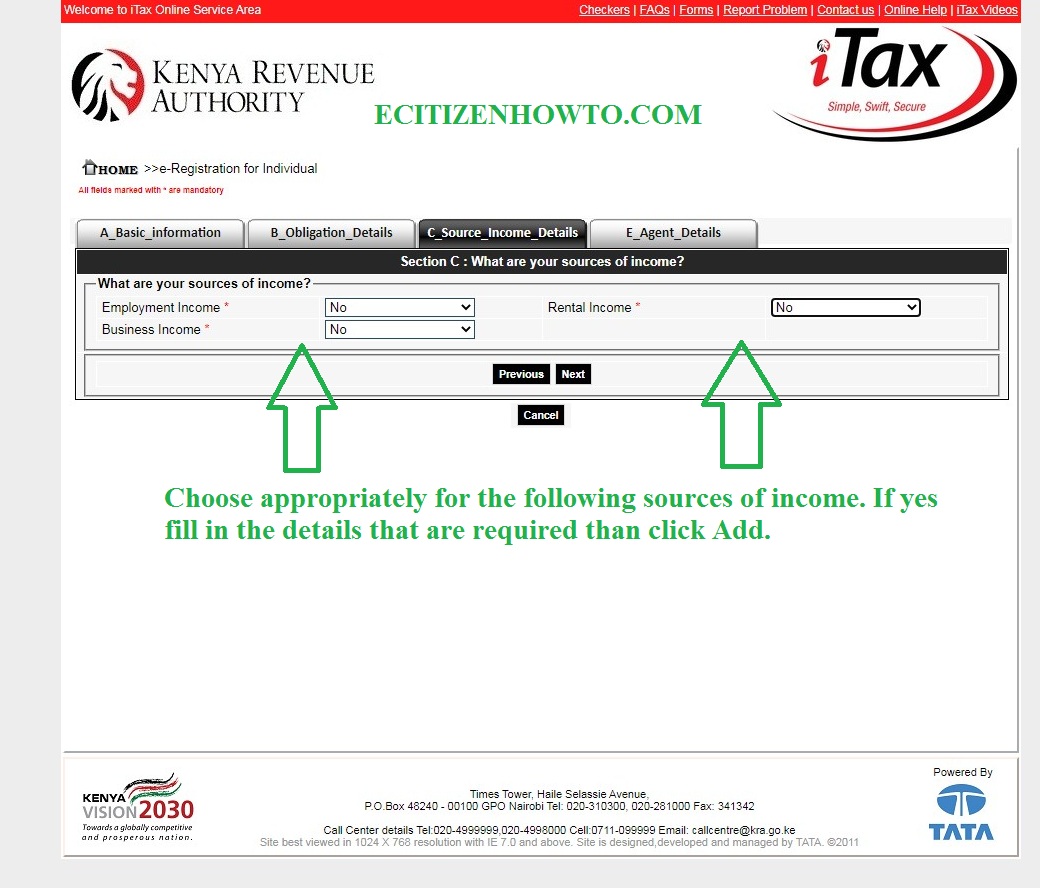 Welcome to iTax Online Service Area
Checkers | FAQs | Forms | Report Problem | Contact us | Online Help | iTax Videos
KENYA REVENUE
AUTHORITY
ECITIZENHOWTO.COM
iTax
Simple, Swift, Secure
HOME >>e-Registration for Individual
All fields marked with * are mandatory
A_Basic_information B_Obligation_Details C_Source_Income_Details E_Agent_Details
Section C : What are your sources of income?
What are your sources of income?
Employment Income * No Rental Income * No
Business Income * No
Previous Next
Cancel
Choose appropriately for the following sources of income. If yes
fill in the details that are required than click Add.
KENYA
VISION 2030
Towards a globally competitive
and prosperous nation.
Times Tower, Haile Selassie Avenue,
P.O.Box 48240 - 00100 GPO Nairobi Tel: 020-310300, 020-281000 Fax: 341342
Call Center details Tel:020-4999999,020-4998000 Cell:0711-099999 Email: callcentre@kra.go.ke
Site best viewed in 1024 X 768 resolution with IE 7.0 and above. Site is designed,developed and managed by TATA. ©2011
Powered By
TATA